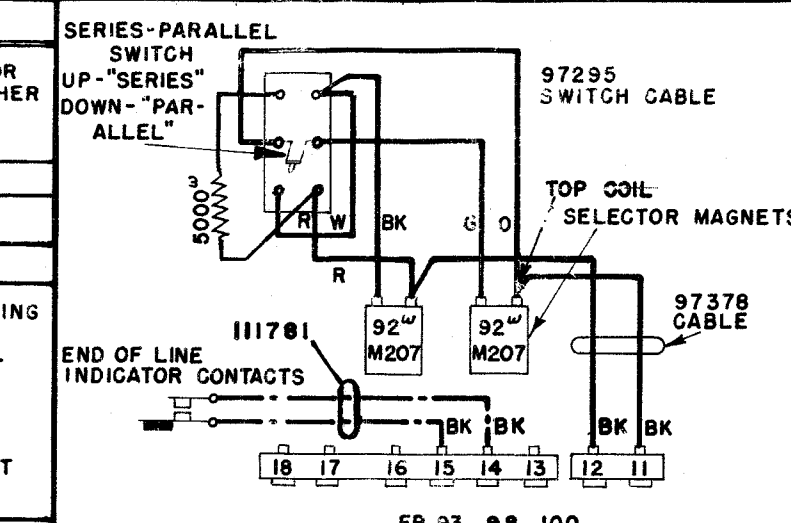 SERIES-PARALLEL
SWITCH
UP-"SERIES"
DOWN-"PAR-
ALLEL"
97295
SWITCH CABLE
OR
HER
5000 ω
R W BK G O
R
TOP COIL
SELECTOR MAGNETS
97378
CABLE
92 ω
M207
92 ω
M207
ING
111781
END OF LINE
INDICATOR CONTACTS
BK BK BK BK
18 17 16 15 14 13 12 11
T